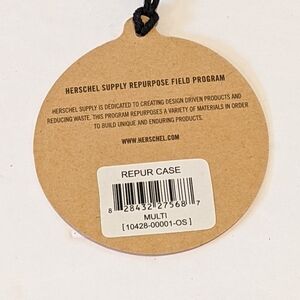 HERSCHEL SUPPLY REPURPOSE FIELD PROGRAM
HERSCHEL SUPPLY IS DEDICATED TO CREATING DESIGN DRIVEN PRODUCTS AND
REDUCING WASTE. THIS PROGRAM REPURPOSES A VARIETY OF MATERIALS IN ORDER
TO BUILD UNIQUE AND ENDURING PRODUCTS.
WWW.HERSCHEL.COM
REPUR CASE
8 28432 27568 7
MULTI
[10428-00001-OS ]